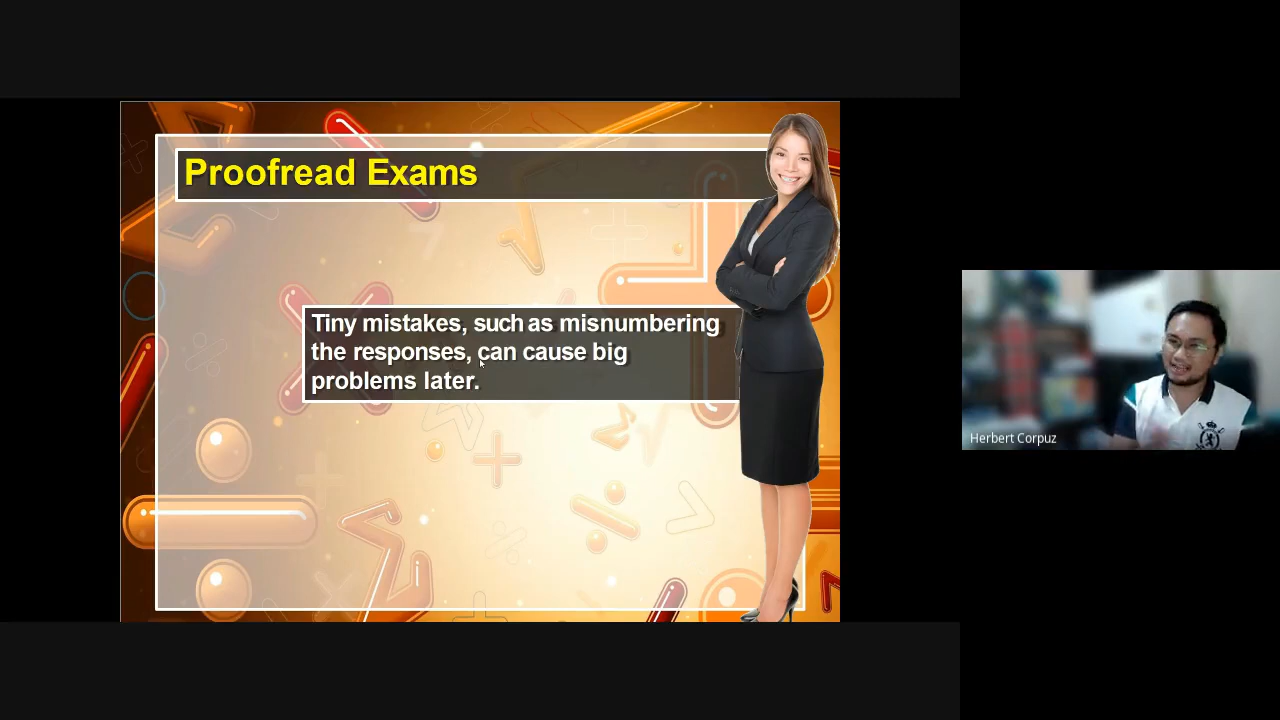 Proofread Exams
Tiny mistakes, such as misnumbering
the responses, can cause big
problems later.
Herbert Corpuz